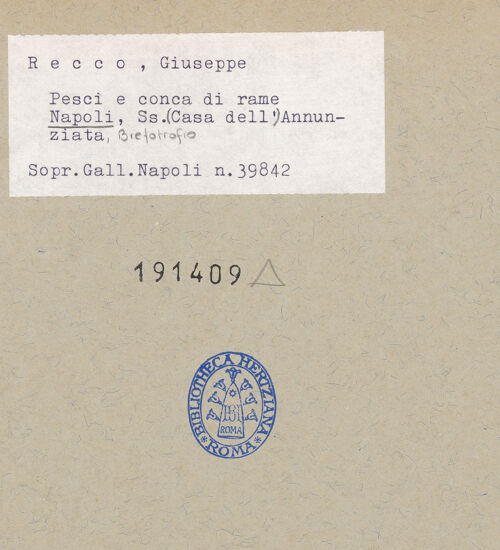 R e c c o , Giuseppe
Pesci e conca di rame
Napoli, Ss.(Casa dell')Annun-
ziata, Brefotrofio
Sopr.Gall.Napoli n.39842
191409
BIBLIOTHECA HERTZIANA
BH
ROMA
* ROMA *